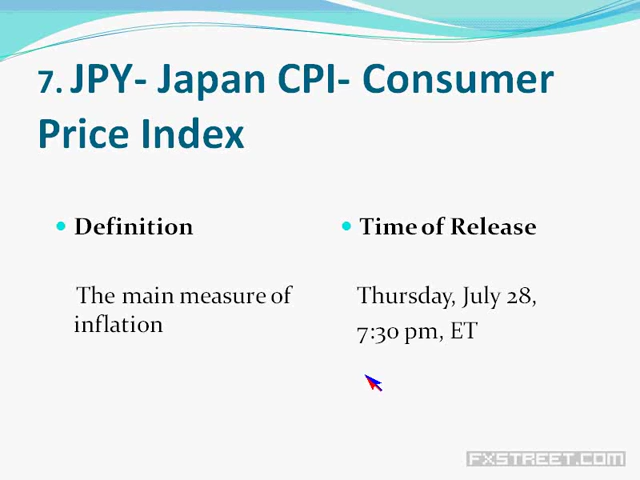 7. JPY- Japan CPI- Consumer
Price Index
Definition
The main measure of
inflation
Time of Release
Thursday, July 28,
7:30 pm, ET
FXSTREET.COM